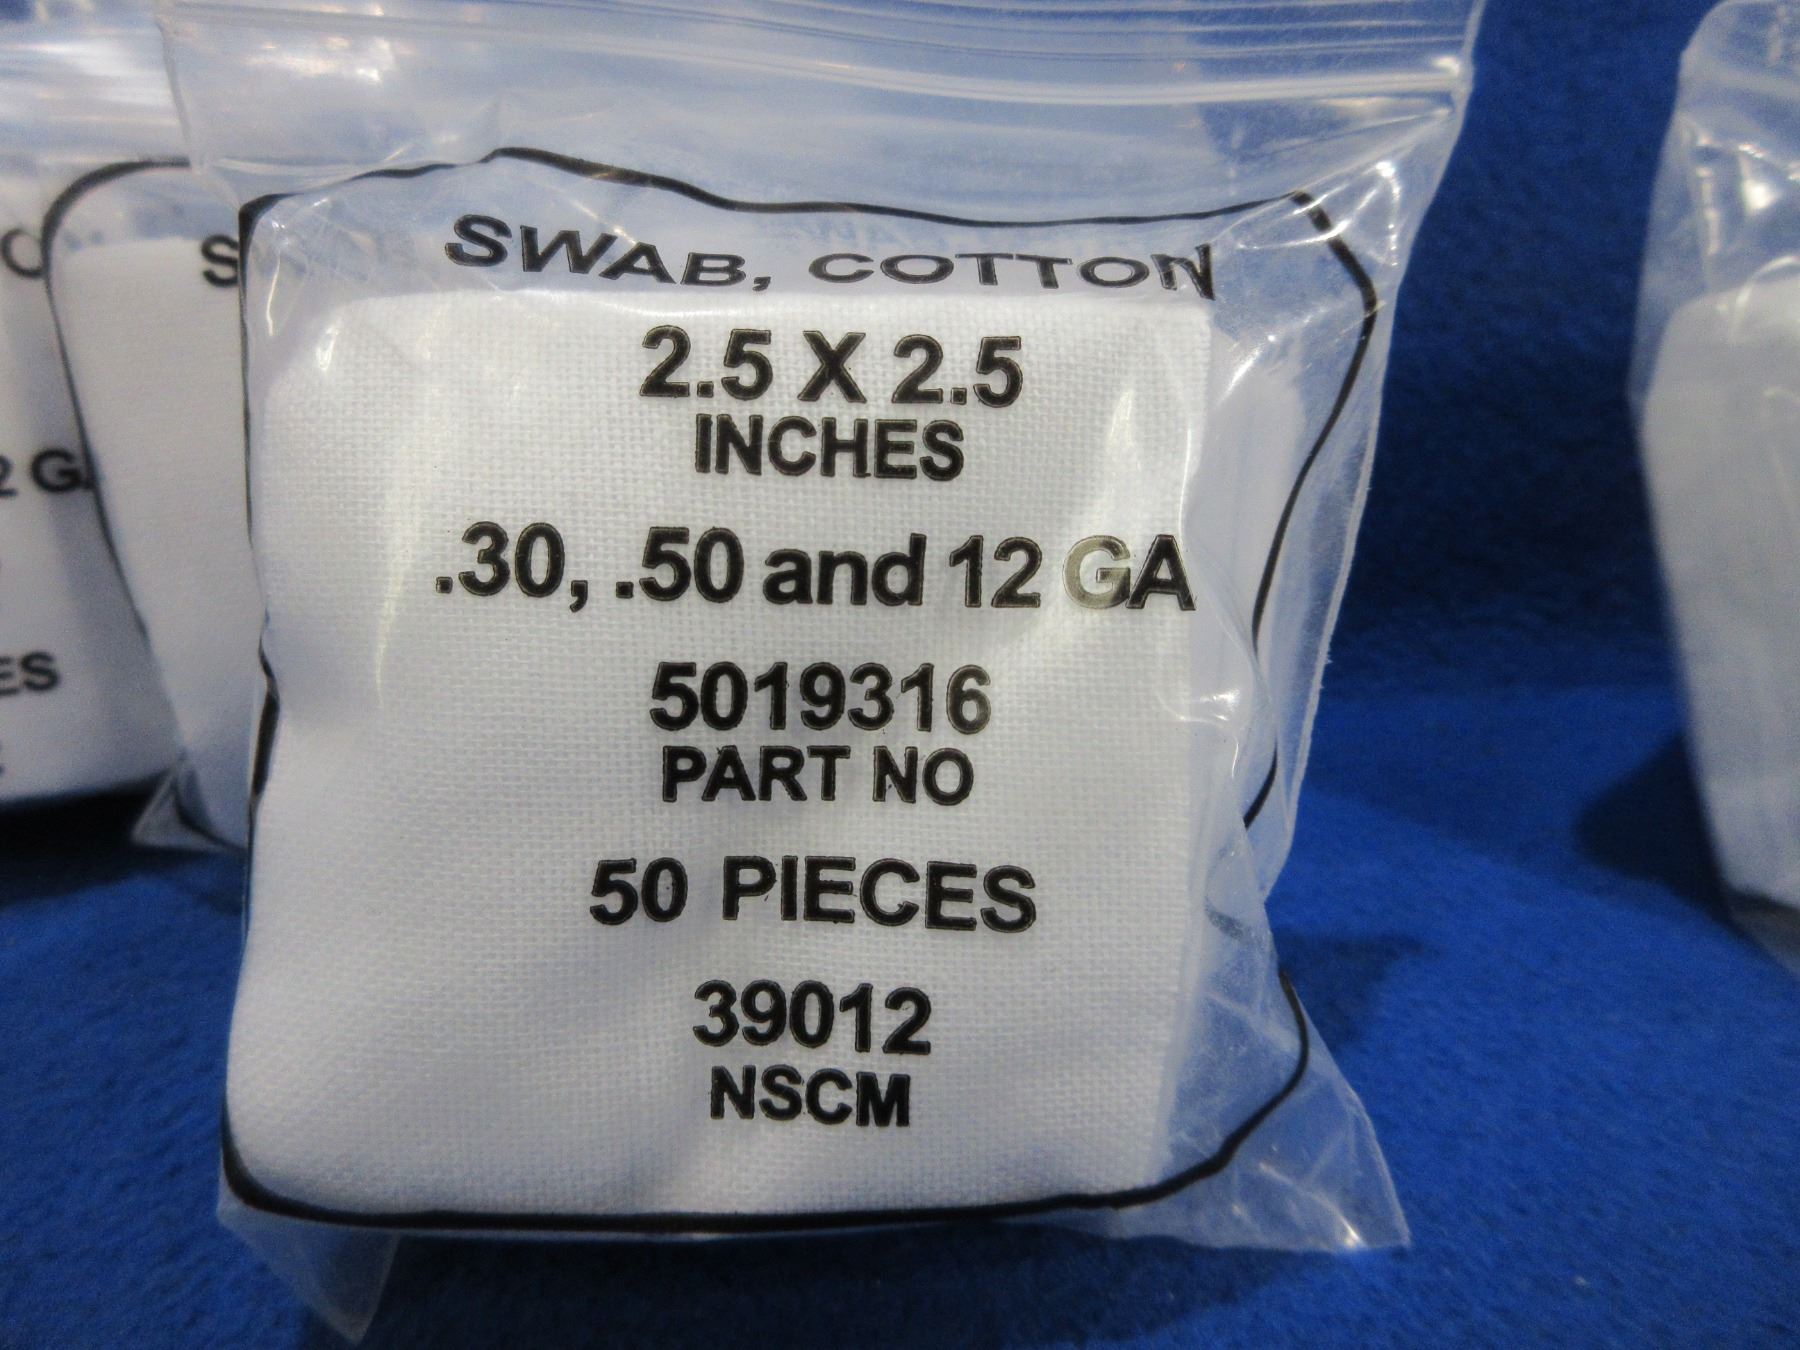 SWAB, COTTON
2.5 X 2.5
INCHES
.30, .50 and 12 GA
5019316
PART NO
50 PIECES
39012
NSCM